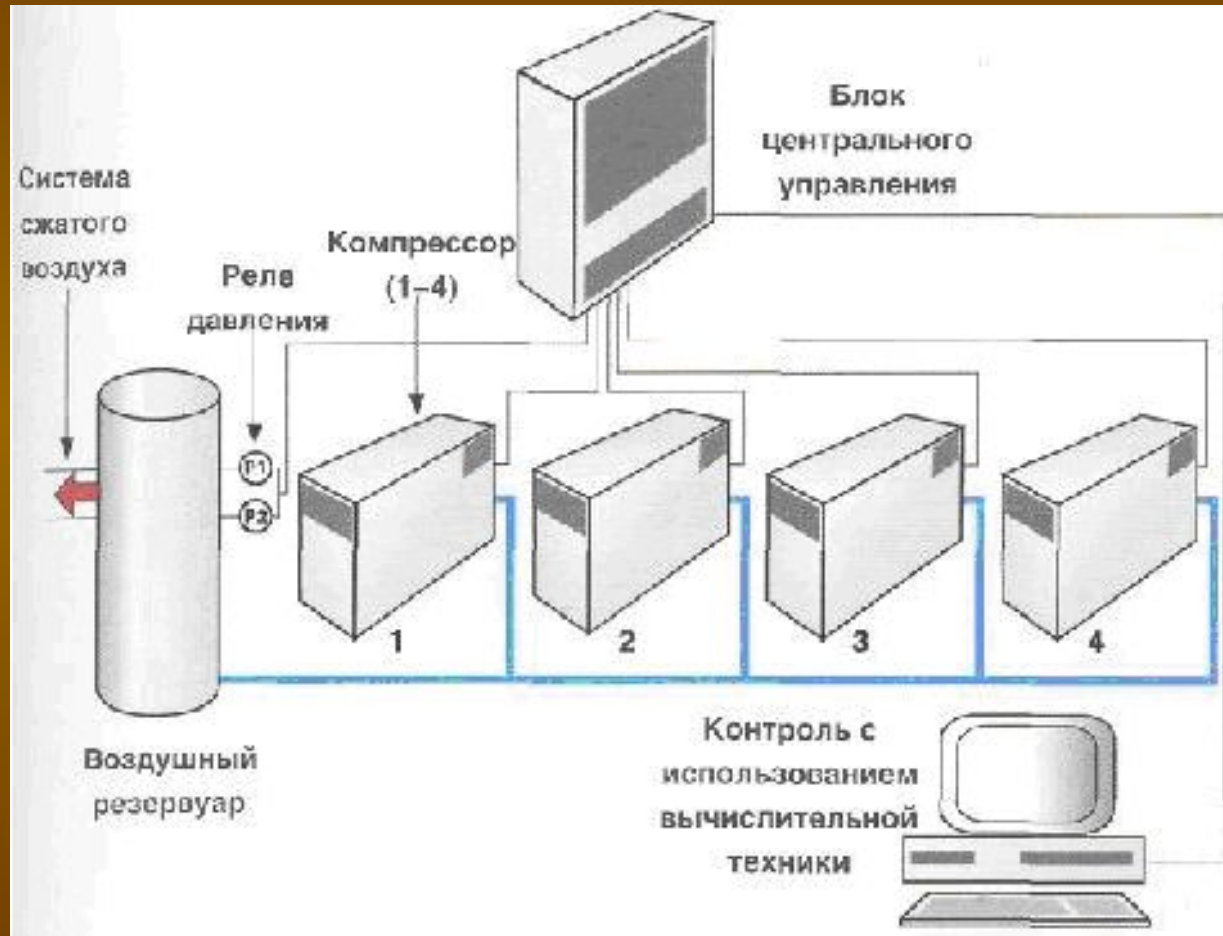 Блок
центрального
управления
Система
сжатого
воздуха
Компрессор
(1–4)
Реле
давления
P1
P2
1
2
3
4
Воздушный
резервуар
Контроль с
использованием
вычислительной
техники